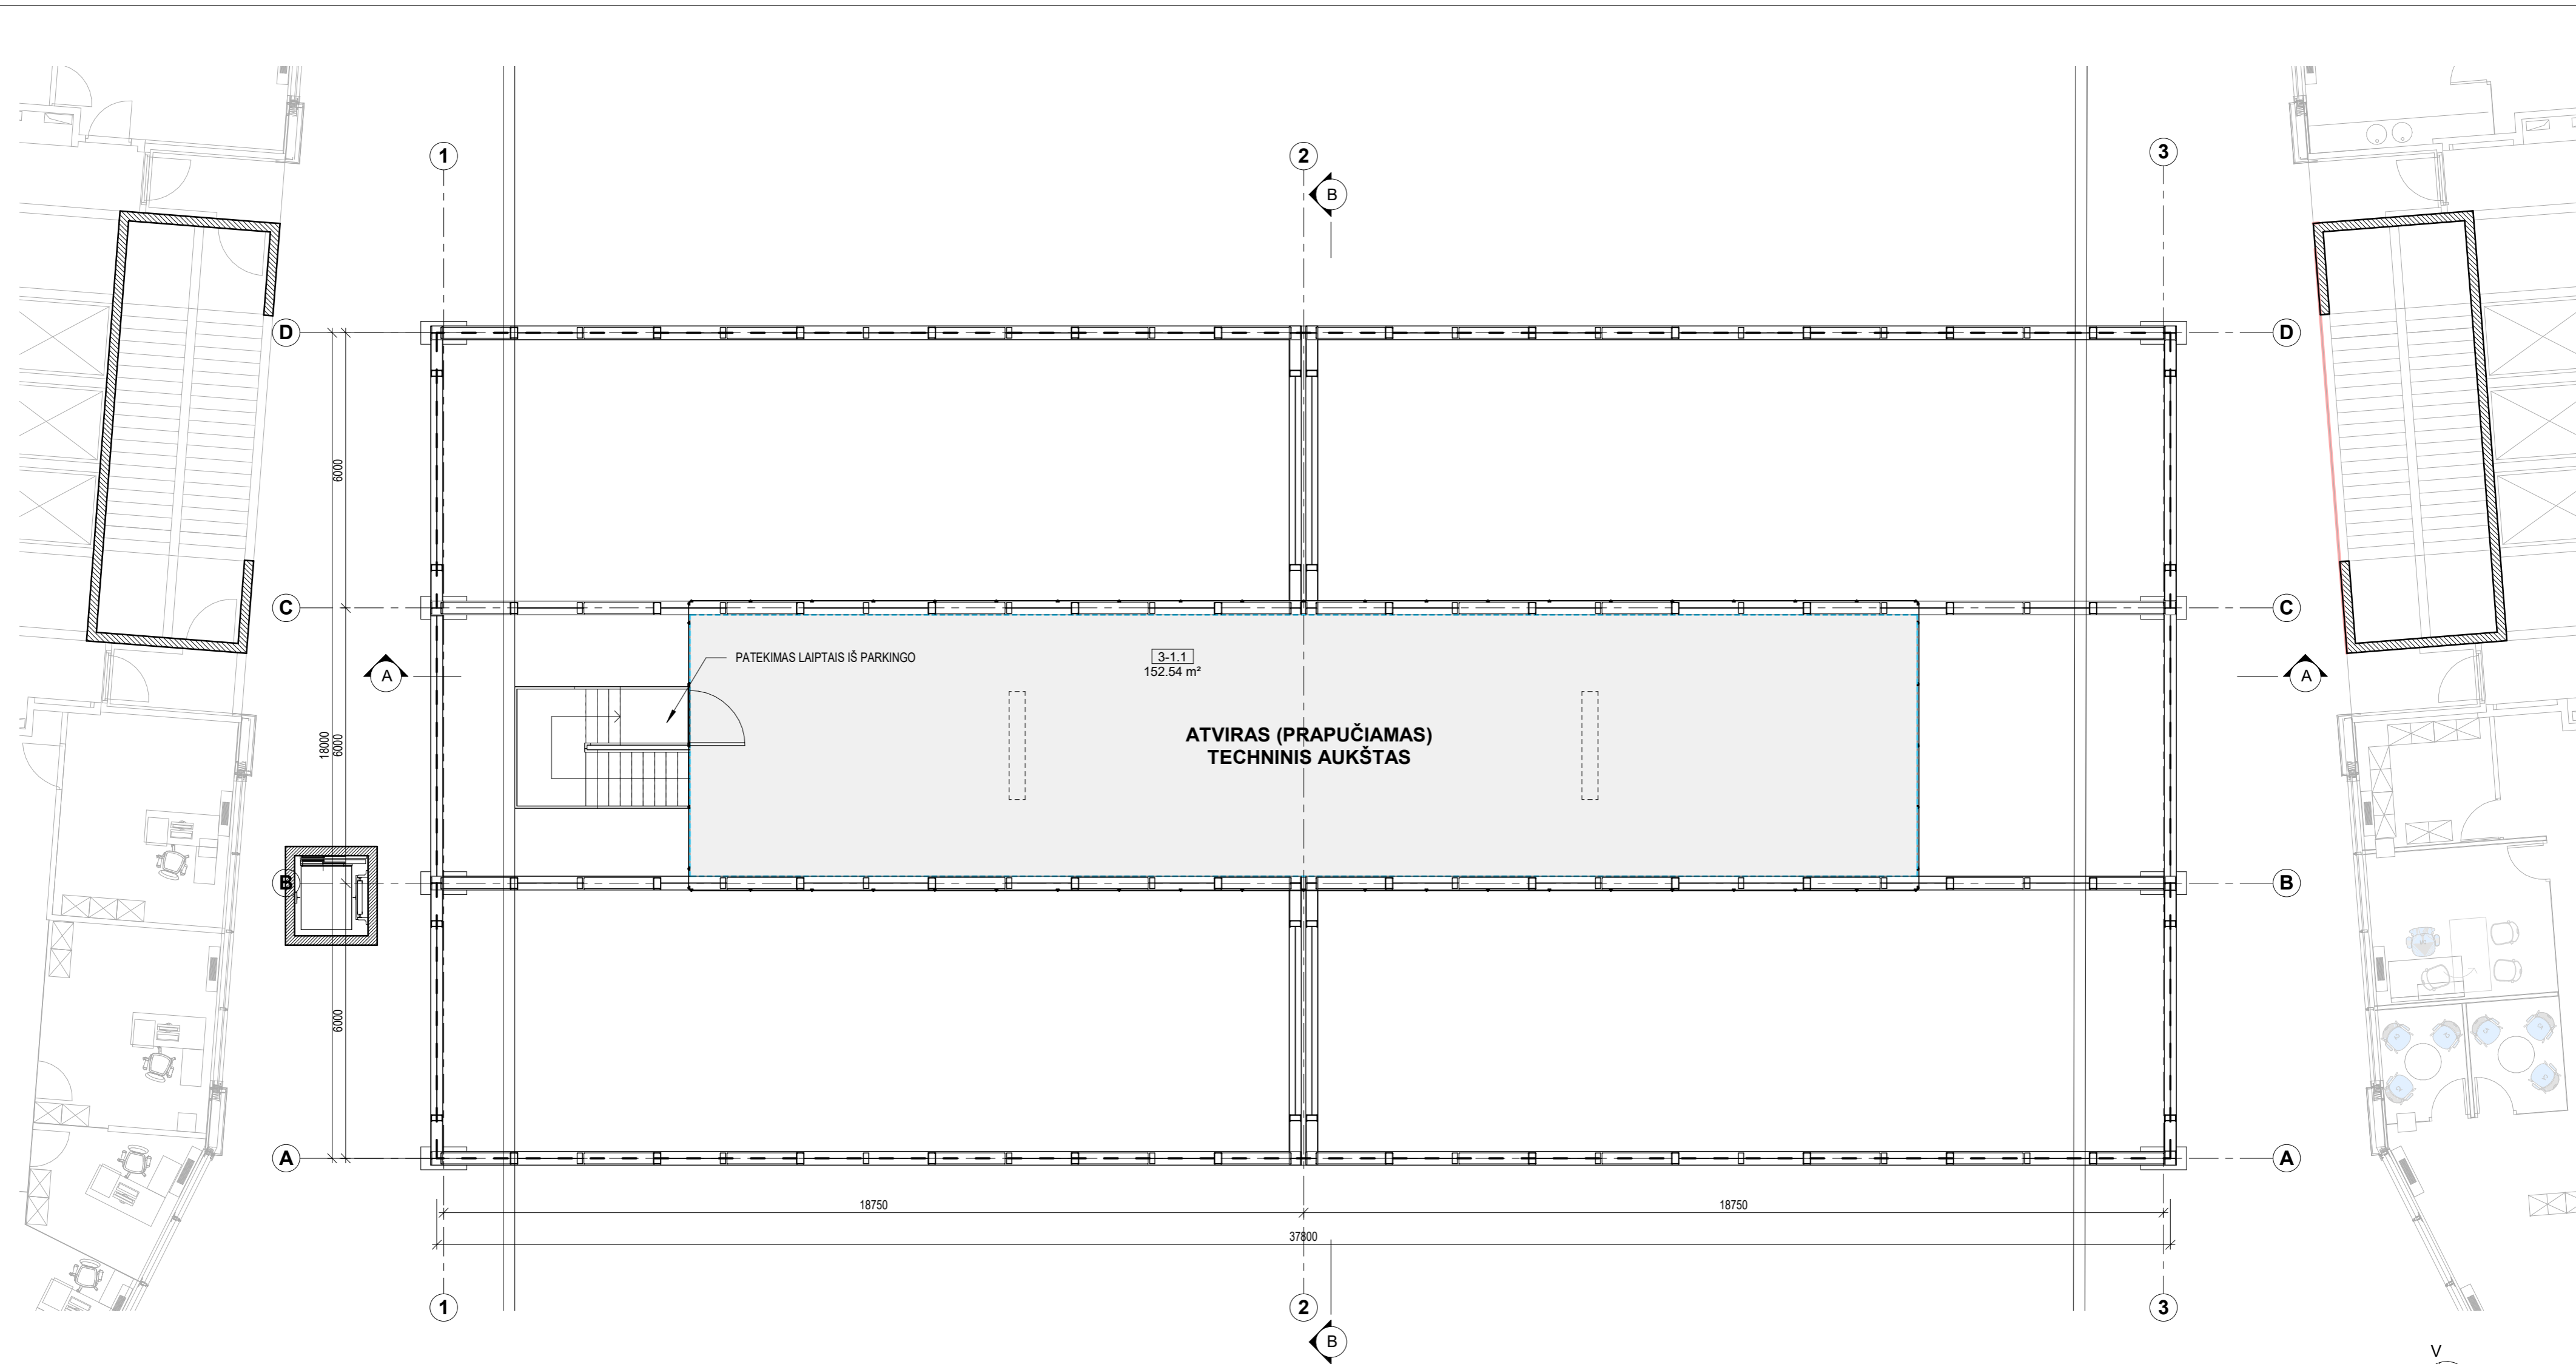 1
2
3
B
D
D
6000
C
C
PATEKIMAS LAIPTAIS IŠ PARKINGO
3-1.1
152.54 m²
A
A
ATVIRAS (PRAPUČIAMAS)
TECHNINIS AUKŠTAS
18000
6000
B
B
6000
A
A
18750
18750
37800
1
2
3
B
V